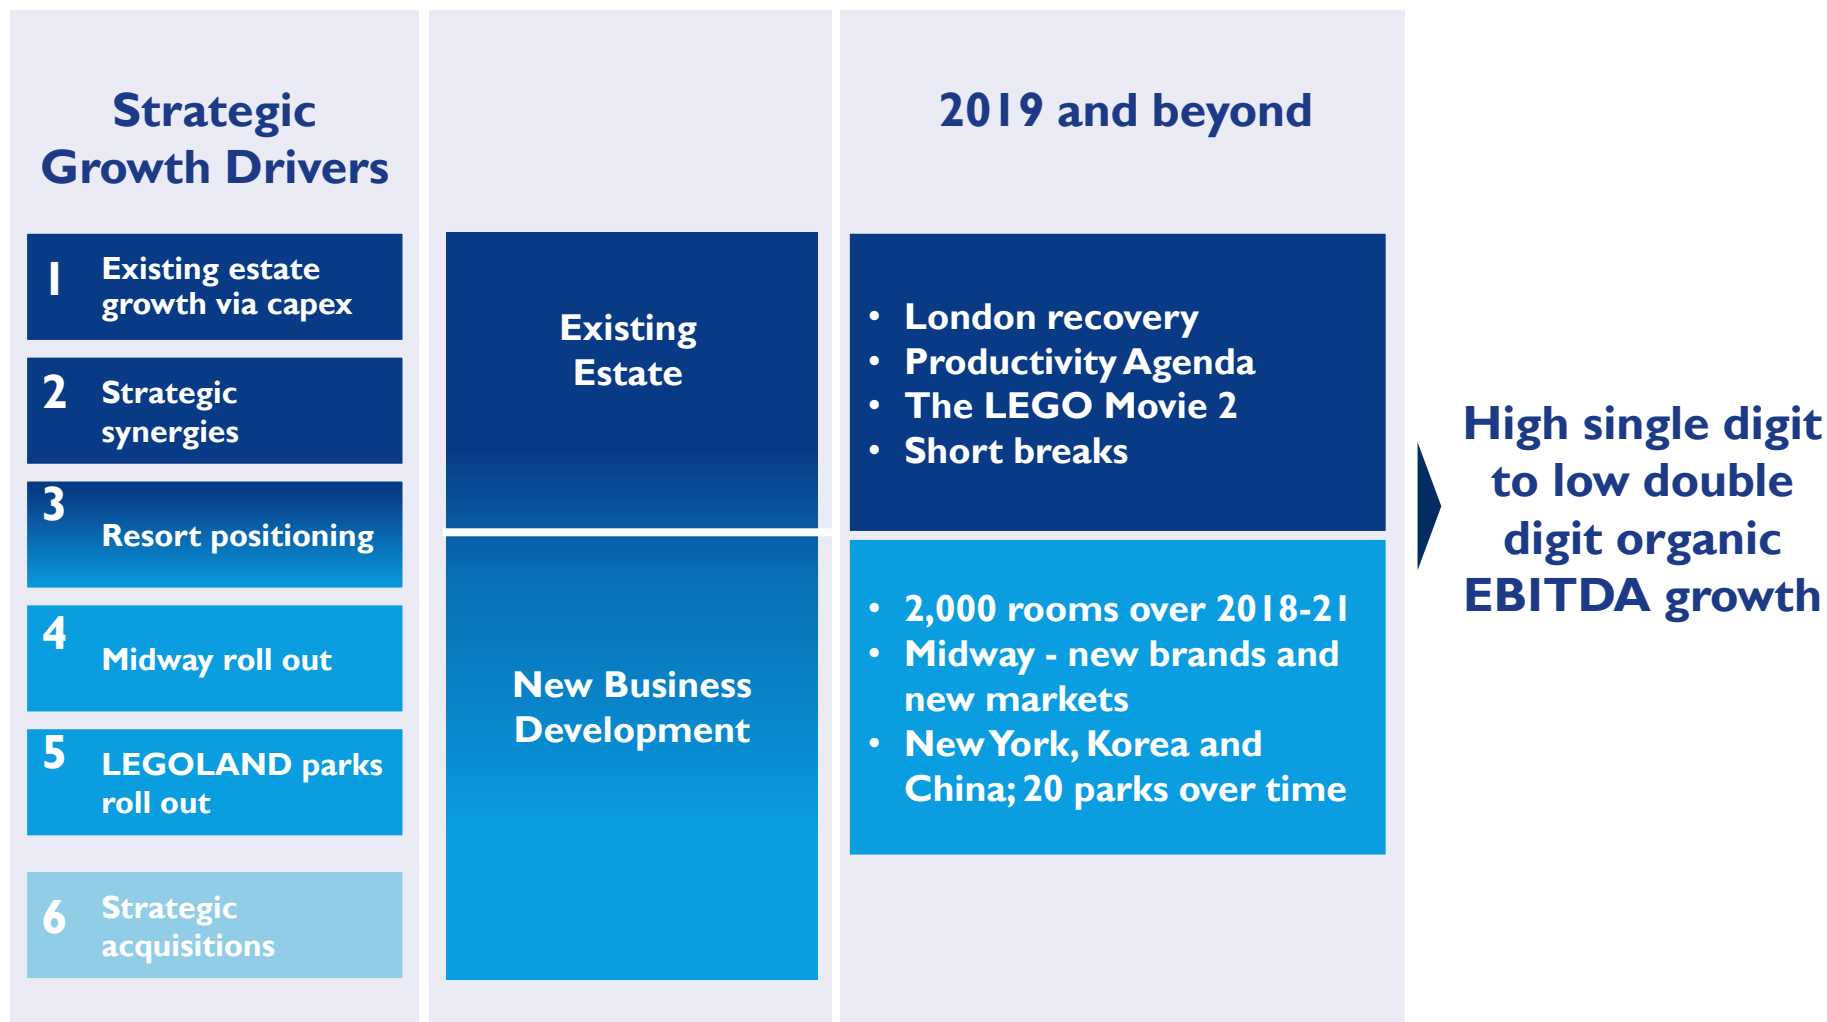 Strategic
Growth Drivers
1
Existing estate
growth via capex
2
Strategic
synergies
3
Resort positioning
4
Midway roll out
5
LEGOLAND parks
roll out
6
Strategic
acquisitions
Existing
Estate
New Business
Development
2019 and beyond
• London recovery
• Productivity Agenda
• The LEGO Movie 2
• Short breaks
• 2,000 rooms over 2018-21
• Midway - new brands and
new markets
• New York, Korea and
China; 20 parks over time
High single digit
to low double
digit organic
EBITDA growth